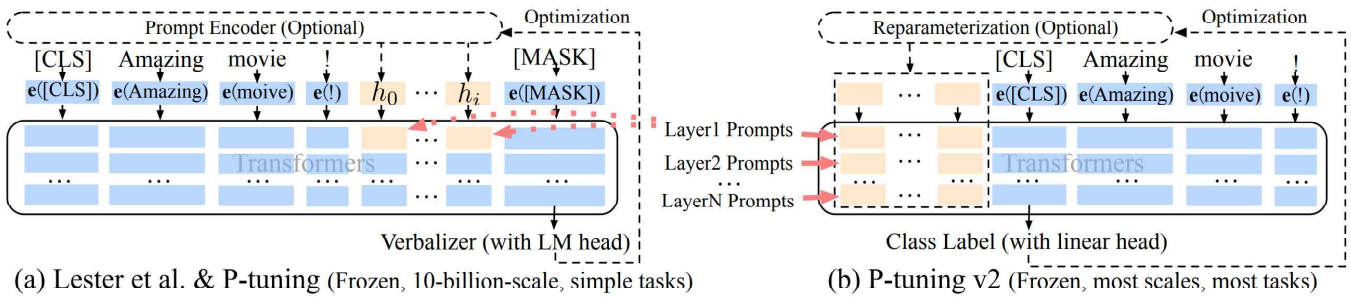 Prompt Encoder (Optional)
Optimization
[CLS] Amazing movie ! [MASK]
e([CLS]) e(Amazing) e(moive) e(!) h0 ... hi e([MASK])
...
Transformers
... ... ... ... ... ... ... ...
Verbalizer (with LM head)
(a) Lester et al. & P-tuning (Frozen, 10-billion-scale, simple tasks)
Layer1 Prompts
Layer2 Prompts
...
LayerN Prompts
Reparameterization (Optional)
Optimization
[CLS] Amazing movie !
... e([CLS]) e(Amazing) e(moive) e(!)
...
... Transformers
... ... ... ... ... ... ...
...
Class Label (with linear head)
(b) P-tuning v2 (Frozen, most scales, most tasks)